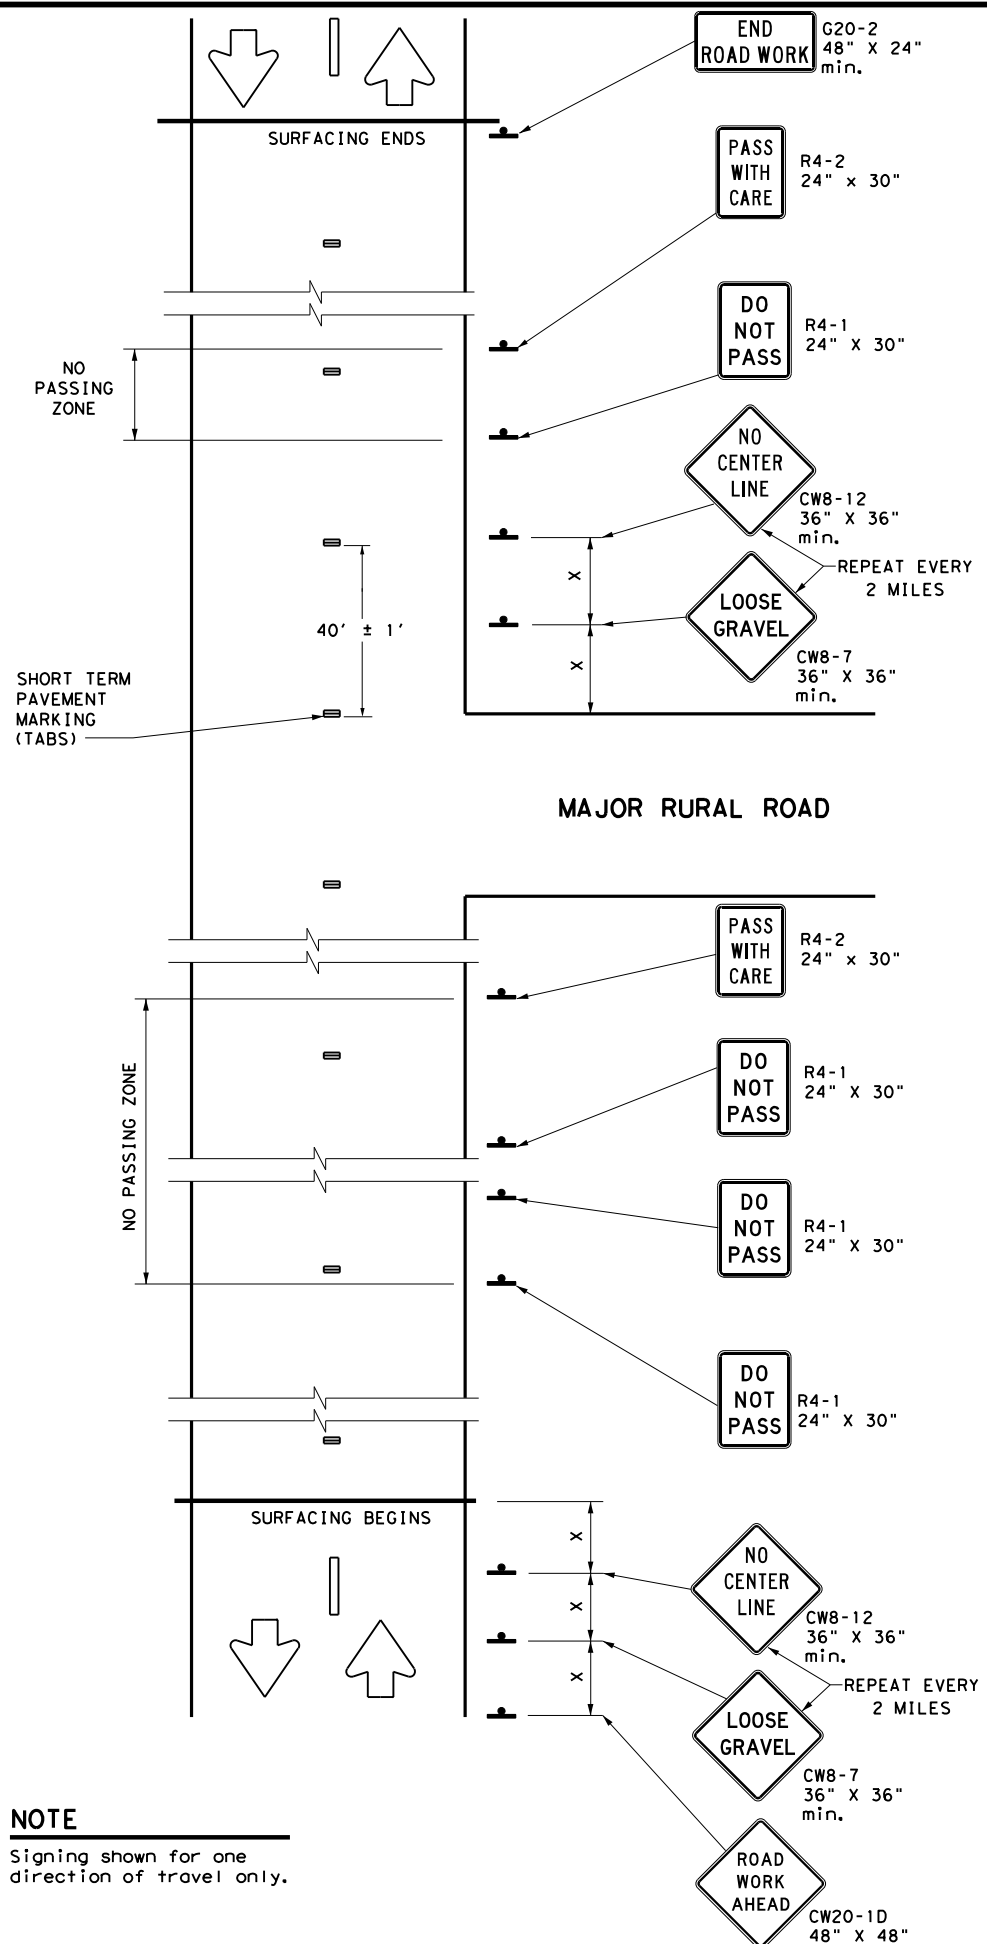 END
ROAD WORK
G20-2
48" X 24"
min.
SURFACING ENDS
PASS
WITH
CARE
R4-2
24" x 30"
DO
NOT
PASS
R4-1
24" X 30"
NO
PASSING
ZONE
NO
CENTER
LINE
CW8-12
36" X 36"
min.
REPEAT EVERY
2 MILES
X
LOOSE
GRAVEL
CW8-7
36" X 36"
min.
X
40' ± 1'
SHORT TERM
PAVEMENT
MARKING
(TABS)
MAJOR RURAL ROAD
PASS
WITH
CARE
R4-2
24" x 30"
NO PASSING ZONE
DO
NOT
PASS
R4-1
24" X 30"
DO
NOT
PASS
R4-1
24" X 30"
DO
NOT
PASS
R4-1
24" X 30"
SURFACING BEGINS
X
NO
CENTER
LINE
CW8-12
36" X 36"
min.
X
REPEAT EVERY
2 MILES
X
LOOSE
GRAVEL
CW8-7
36" X 36"
min.
ROAD
WORK
AHEAD
CW20-1D
48" X 48"
NOTE
Signing shown for one
direction of travel only.